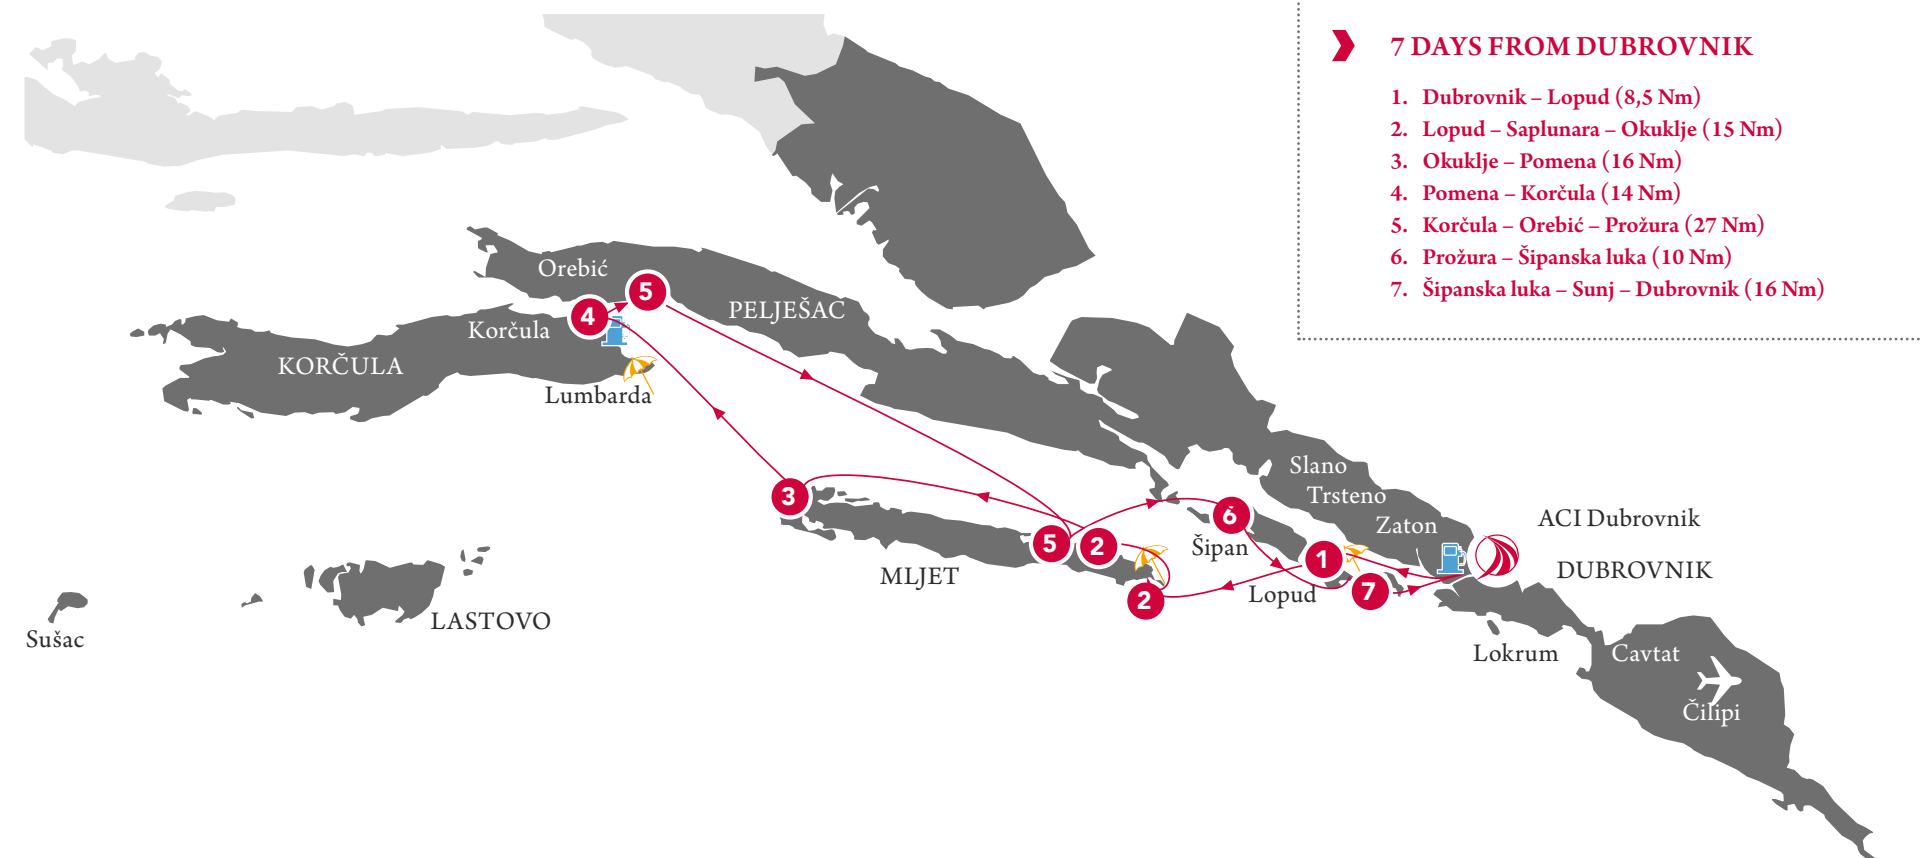 7 DAYS FROM DUBROVNIK
1. Dubrovnik – Lopud (8,5 Nm)
2. Lopud – Saplunara – Okuklje (15 Nm)
3. Okuklje – Pomena (16 Nm)
4. Pomena – Korčula (14 Nm)
5. Korčula – Orebić – Prožura (27 Nm)
6. Prožura – Šipanska luka (10 Nm)
7. Šipanska luka – Sunj – Dubrovnik (16 Nm)
Orebić
5
4
PELJEŠAC
Korčula
KORČULA
Lumbarda
Slano
3
Trsteno
6
ACI Dubrovnik
Zaton
5
2
Šipan
1
DUBROVNIK
MLJET
7
Lopud
2
LASTOVO
Sušac
Lokrum
Cavtat
Čilipi